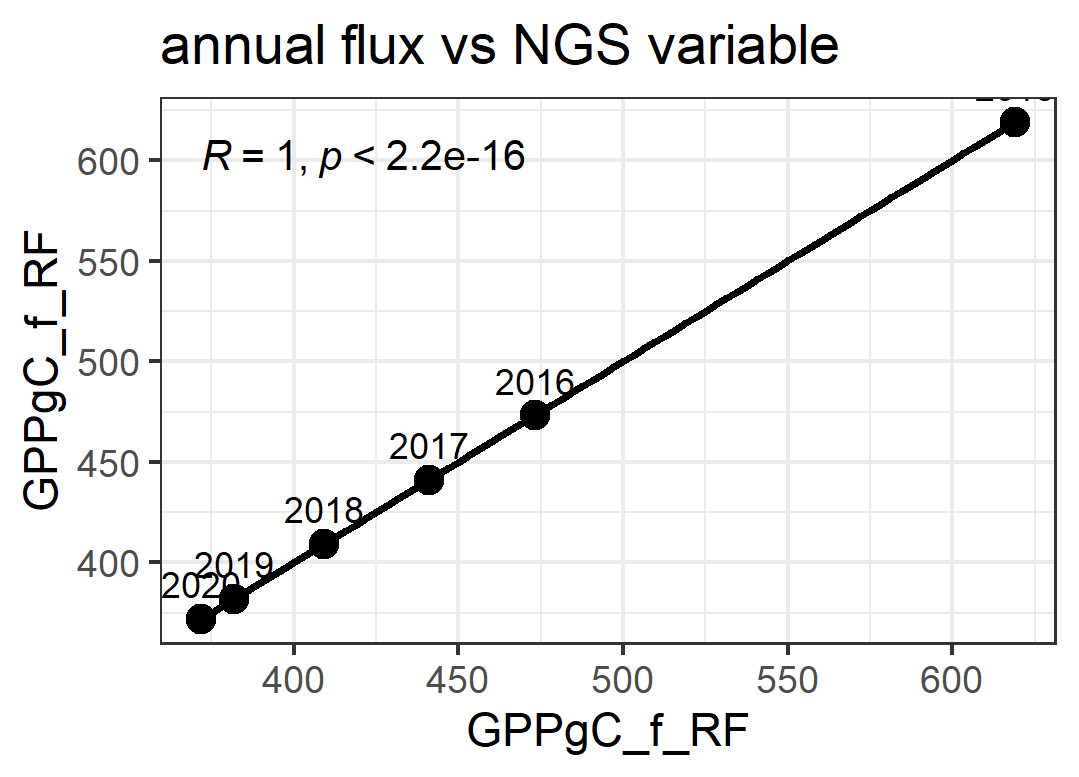 annual flux vs NGS variable
R = 1, p < 2.2e-16
GPPgC_f_RF
600
550
500
450
400
2016
2017
2018
2019
2020
400 450 500 550 600
GPPgC_f_RF